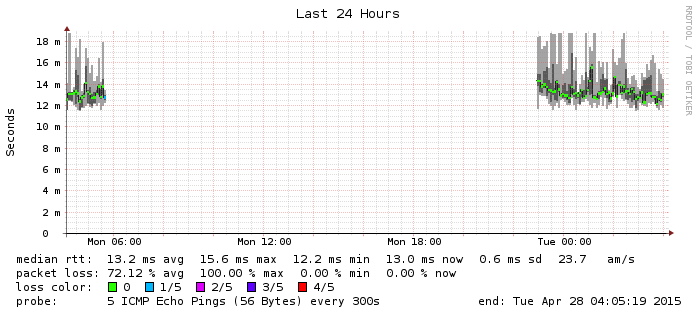 Last 24 Hours
RRDTOOL / TOBI OETIKER
Seconds
18 m
16 m
14 m
12 m
10 m
8 m
6 m
4 m
2 m
0
Mon 06:00 Mon 12:00 Mon 18:00 Tue 00:00
median rtt: 13.2 ms avg 15.6 ms max 12.2 ms min 13.0 ms now 0.6 ms sd 23.7 am/s
packet loss: 72.12 % avg 100.00 % max 0.00 % min 0.00 % now
loss color: 0 1/5 2/5 3/5 4/5
probe: 5 ICMP Echo Pings (56 Bytes) every 300s end: Tue Apr 28 04:05:19 2015